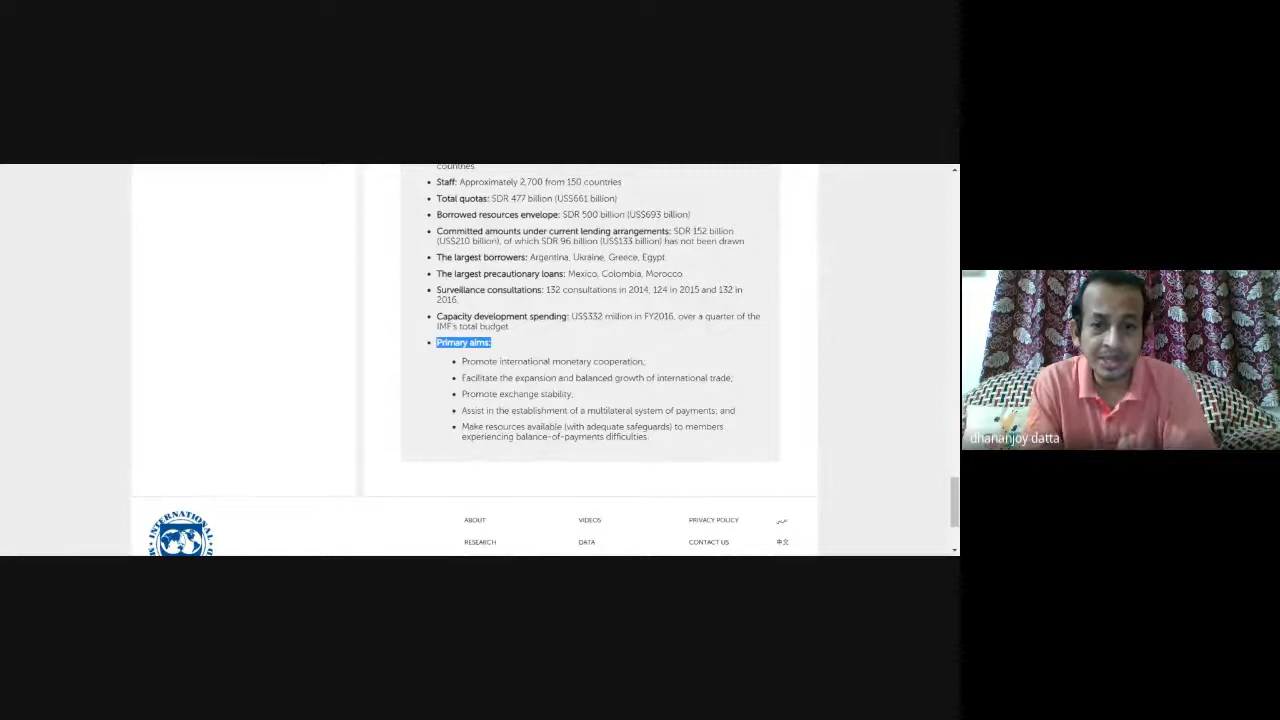 countries.
• Staff: Approximately 2,700 from 150 countries
• Total quotas: SDR 477 billion (US$661 billion)
• Borrowed resources envelope: SDR 500 billion (US$693 billion)
• Committed amounts under current lending arrangements: SDR 152 billion
(US$210 billion), of which SDR 96 billion (US$133 billion) has not been drawn
• The largest borrowers: Argentina, Ukraine, Greece, Egypt
• The largest precautionary loans: Mexico, Colombia, Morocco
• Surveillance consultations: 132 consultations in 2014, 124 in 2015 and 132 in
2016.
• Capacity development spending: US$332 million in FY2016, over a quarter of the
IMF's total budget
• Primary aims:
• Promote international monetary cooperation;
• Facilitate the expansion and balanced growth of international trade;
• Promote exchange stability;
• Assist in the establishment of a multilateral system of payments; and
• Make resources available (with adequate safeguards) to members
experiencing balance-of-payments difficulties.
dhananjoy datta
INTERNATIONAL
ABOUT VIDEOS PRIVACY POLICY عربي
RESEARCH DATA CONTACT US 中文